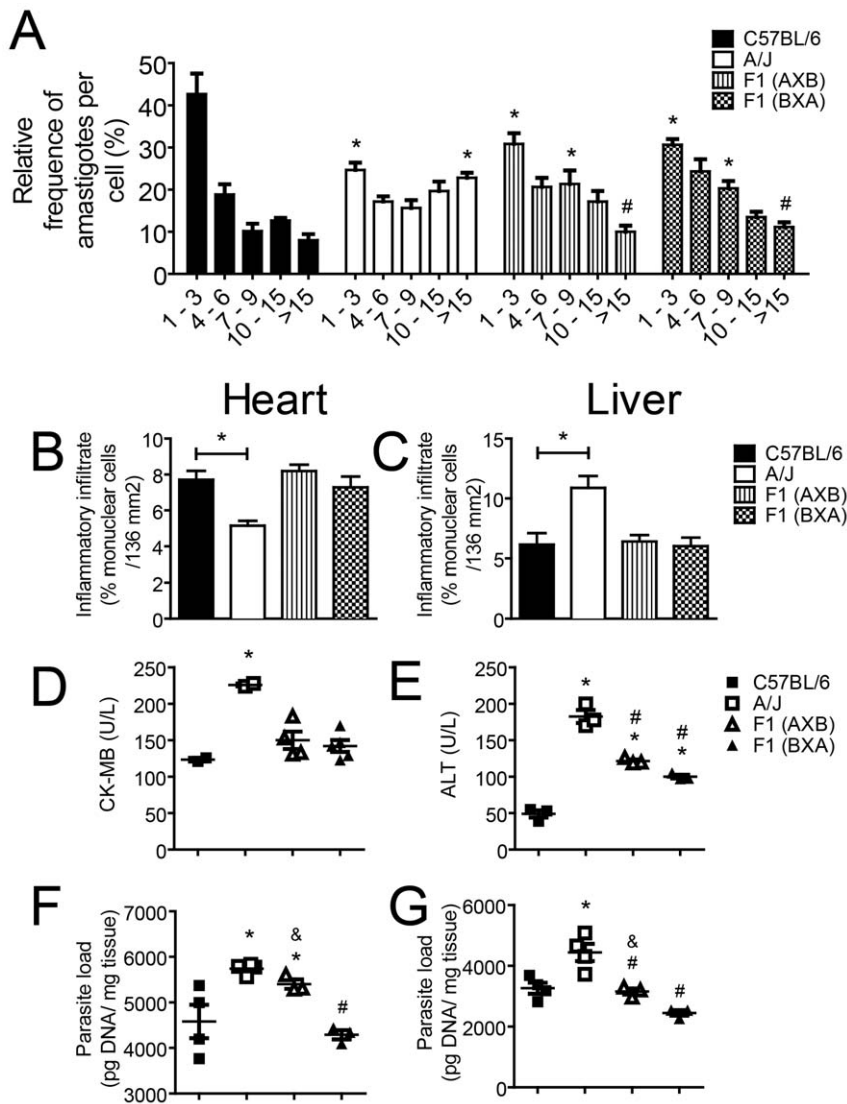 A
C57BL/6
A/J
F1 (AXB)
F1 (BXA)
Relative
frequence of
amastigotes per
cell (%)
50
40
30
20
10
0
* * * * * *
# #
1 - 3
4 - 6
7 - 9
10 - 15
>15
1 - 3
4 - 6
7 - 9
10 - 15
>15
1 - 3
4 - 6
7 - 9
10 - 15
>15
1 - 3
4 - 6
7 - 9
10 - 15
>15
Heart
Liver
B
Inflammatory infiltrate
(% monuclear cells
/136 mm2)
8
6
4
2
0
*
C
Inflammatory infiltrate
(% monuclear cells
/136 mm2)
15
10
5
0
*
C57BL/6
A/J
F1 (AXB)
F1 (BXA)
D
CK-MB (U/L)
250
200
150
100
50
0
*
E
ALT (U/L)
250
200
150
100
50
0
*
#
*
#
*
C57BL/6
A/J
F1 (AXB)
F1 (BXA)
F
Parasite load
(pg DNA/ mg tissue)
7000
6000
5000
4000
3000
*
&
*
#
G
Parasite load
(pg DNA/ mg tissue)
6000
4000
2000
0
*
&
#
#